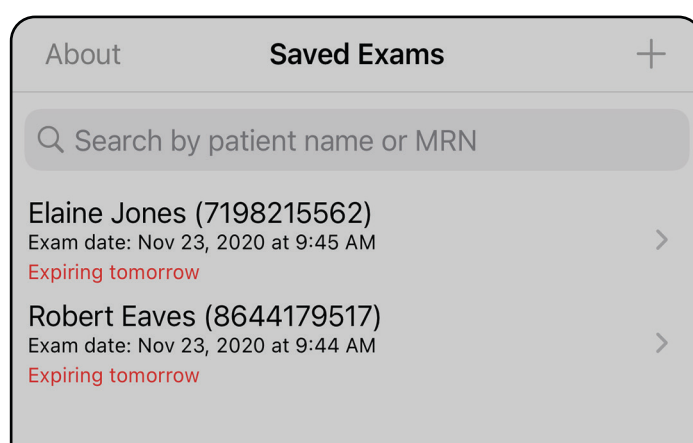 About Saved Exams +
Search by patient name or MRN
Elaine Jones (7198215562)
Exam date: Nov 23, 2020 at 9:45 AM
Expiring tomorrow
Robert Eaves (8644179517)
Exam date: Nov 23, 2020 at 9:44 AM
Expiring tomorrow